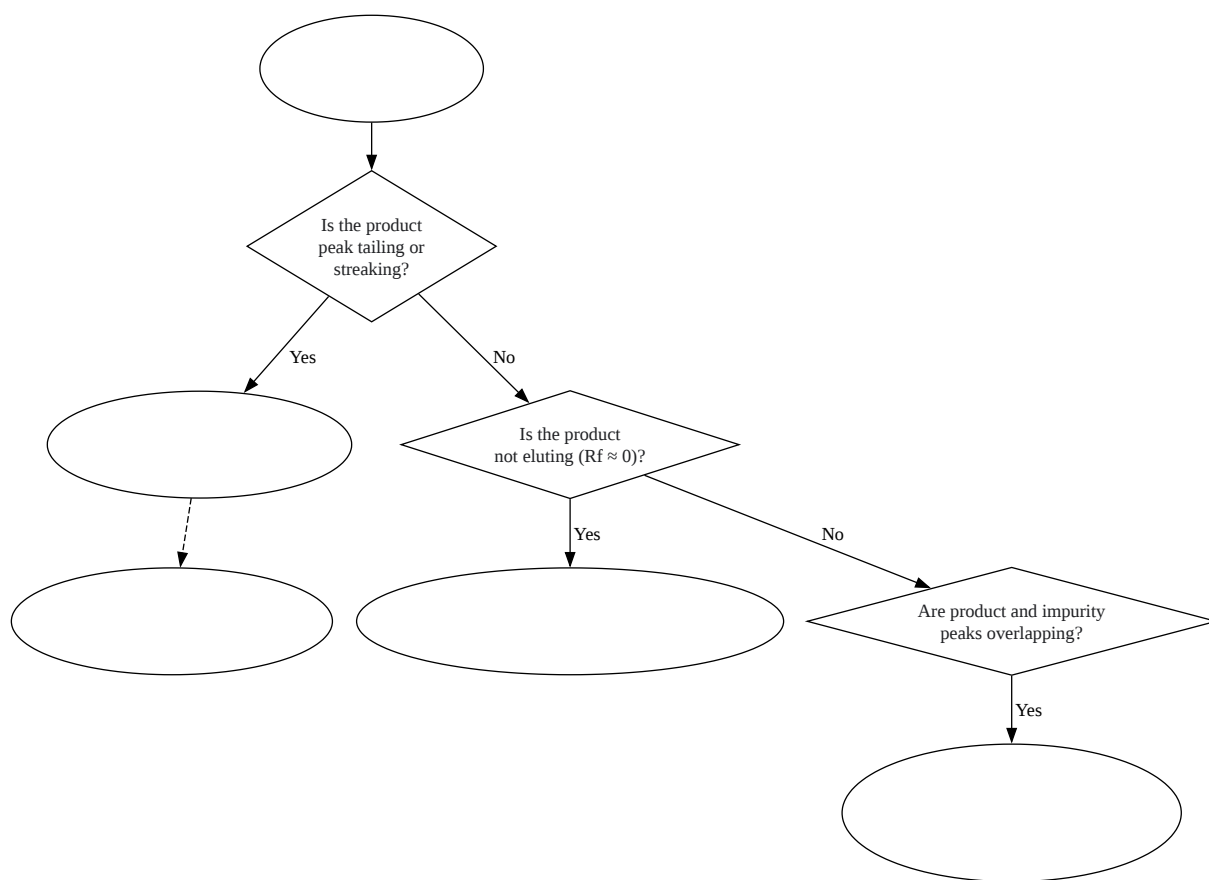 Is the product
peak tailing or
streaking?
Yes
No
Is the product
not eluting (Rf ≈ 0)?
Yes
No
Are product and impurity
peaks overlapping?
Yes